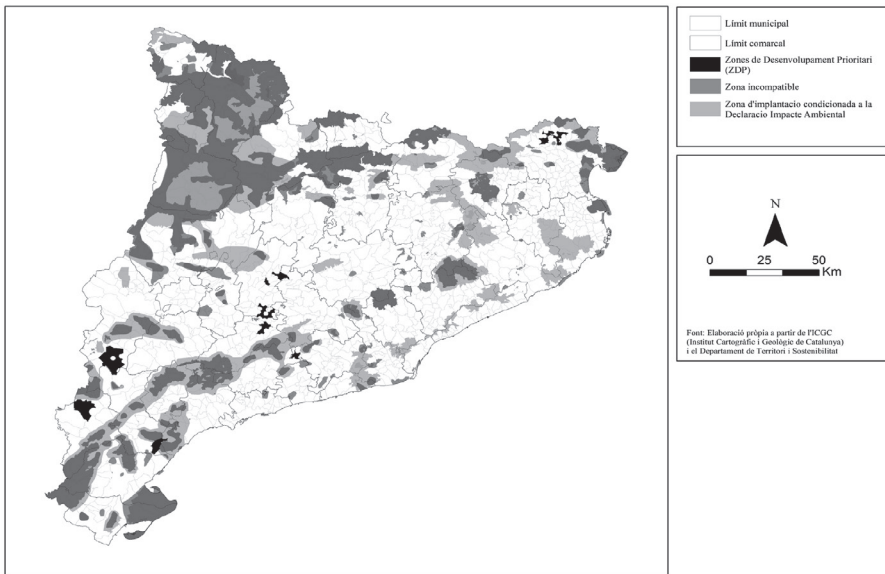 Límit municipal
Límit comarcal
Zones de Desenvolupament Prioritari
(ZDP)
Zona incompatible
Zona d'implantacio condicionada a la
Declaracio Impacte Ambiental
N
0 25 50
Km
Font: Elaboració pròpia a partir de l'ICGC
(Institut Cartogràfic i Geològic de Catalunya)
i el Departament de Territori i Sostenibilitat